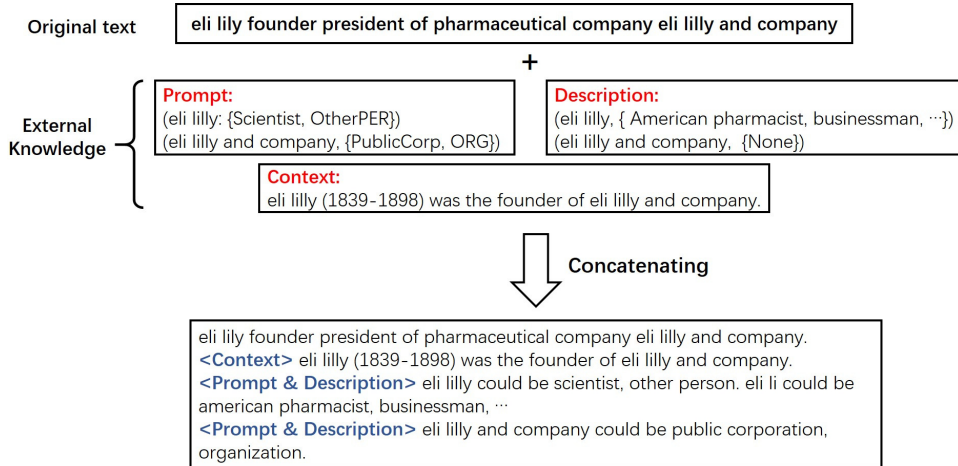 Original text
eli lily founder president of pharmaceutical company eli lilly and company
+
External
Knowledge
Prompt:
(eli lilly: {Scientist, OtherPER})
(eli lilly and company, {PublicCorp, ORG})
Description:
(eli lilly, { American pharmacist, businessman, ···})
(eli lilly and company, {None})
Context:
eli lilly (1839-1898) was the founder of eli lilly and company.
Concatenating
eli lily founder president of pharmaceutical company eli lilly and company.
<Context> eli lilly (1839-1898) was the founder of eli lilly and company.
<Prompt & Description> eli lilly could be scientist, other person. eli li could be
american pharmacist, businessman, ···
<Prompt & Description> eli lilly and company could be public corporation,
organization.